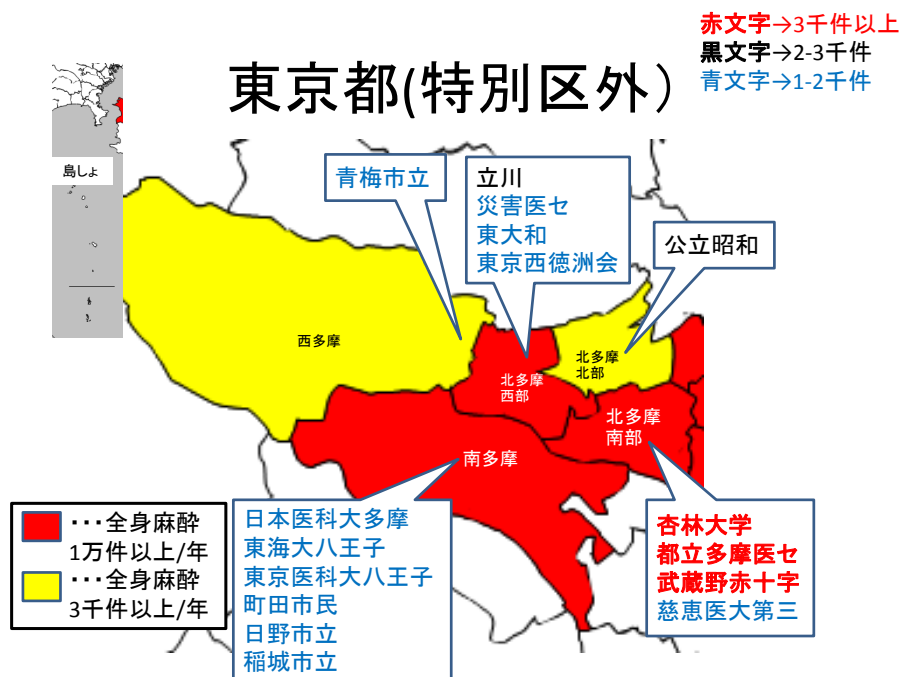 赤文字→3千件以上
黒文字→2-3千件
青文字→1-2千件
東京都(特別区外）
島しょ
青梅市立
立川
災害医セ
東大和
東京西徳洲会
公立昭和
西多摩
北多摩
西部
北多摩
北部
北多摩
南部
南多摩
･･･全身麻酔
1万件以上/年
･･･全身麻酔
3千件以上/年
日本医科大多摩
東海大八王子
東京医科大八王子
町田市民
日野市立
稲城市立
杏林大学
都立多摩医セ
武蔵野赤十字
慈恵医大第三